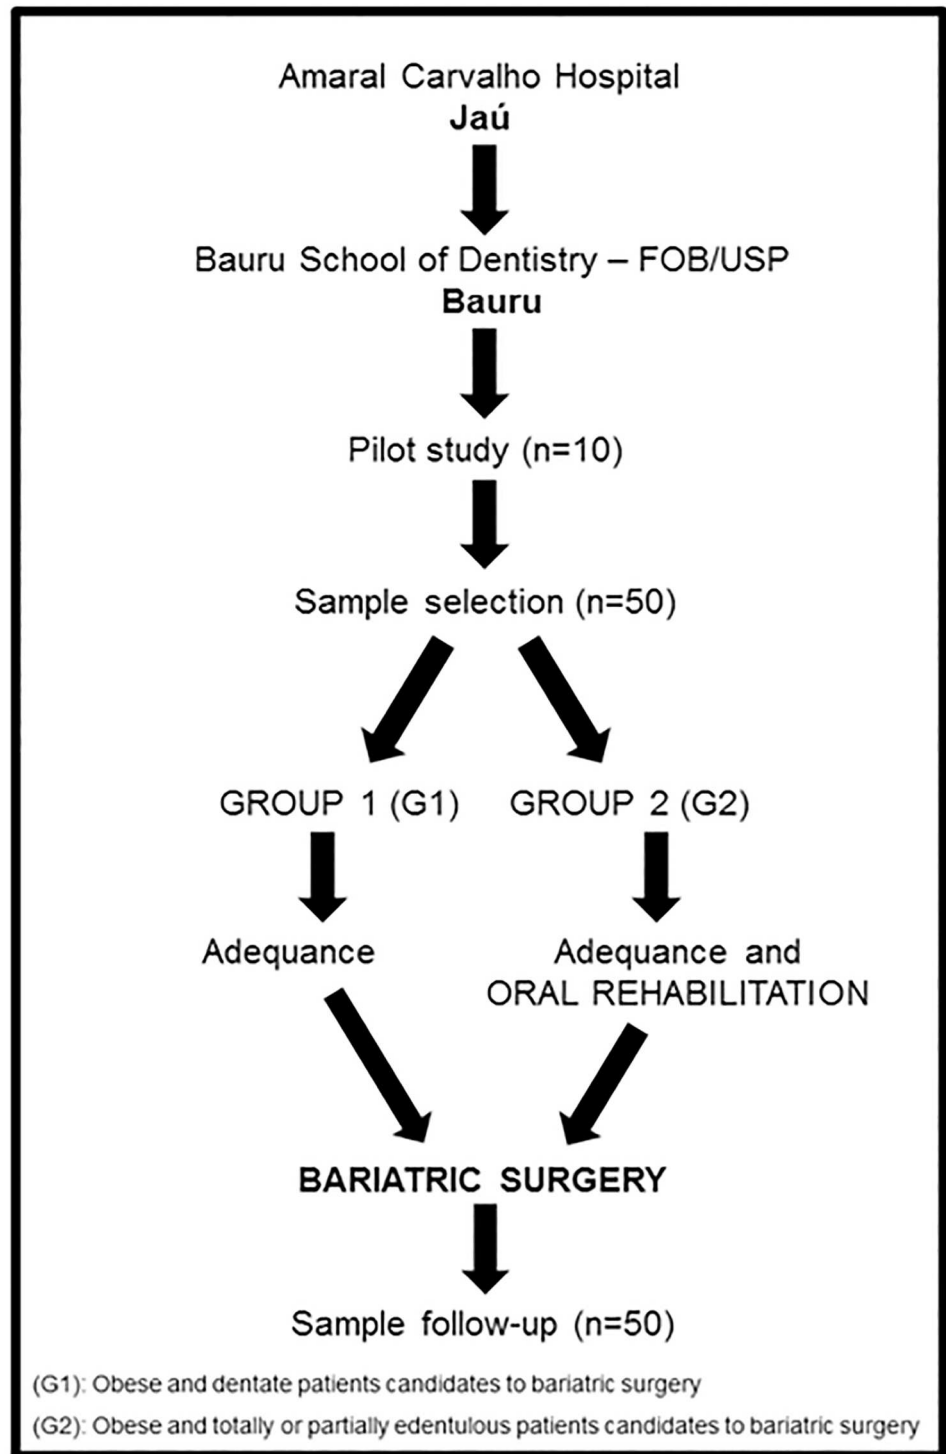 Amaral Carvalho Hospital
Jaú
Bauru School of Dentistry – FOB/USP
Bauru
Pilot study (n=10)
Sample selection (n=50)
GROUP 1 (G1) GROUP 2 (G2)
Adequance Adequance and
ORAL REHABILITATION
BARIATRIC SURGERY
Sample follow-up (n=50)
(G1): Obese and dentate patients candidates to bariatric surgery
(G2): Obese and totally or partially edentulous patients candidates to bariatric surgery